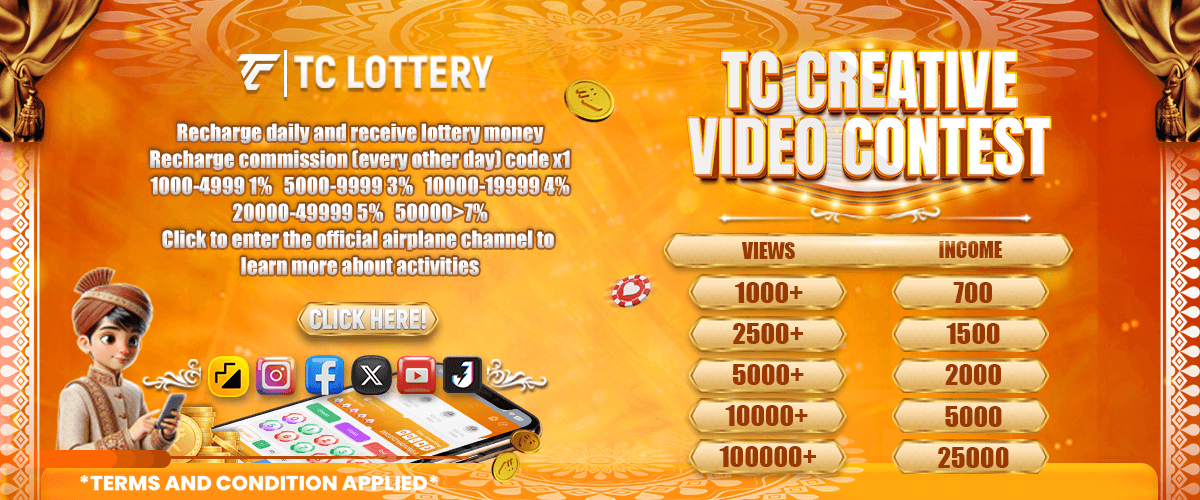 TC LOTTERY
Recharge daily and receive lottery money
Recharge commission (every other day) code x1
1000-4999 1% 5000-9999 3% 10000-19999 4%
20000-49999 5% 50000>7%
Click to enter the official airplane channel to
learn more about activities
CLICK HERE!
*TERMS AND CONDITION APPLIED*
TC CREATIVE
VIDEO CONTEST
VIEWS INCOME
1000+ 700
2500+ 1500
5000+ 2000
10000+ 5000
100000+ 25000